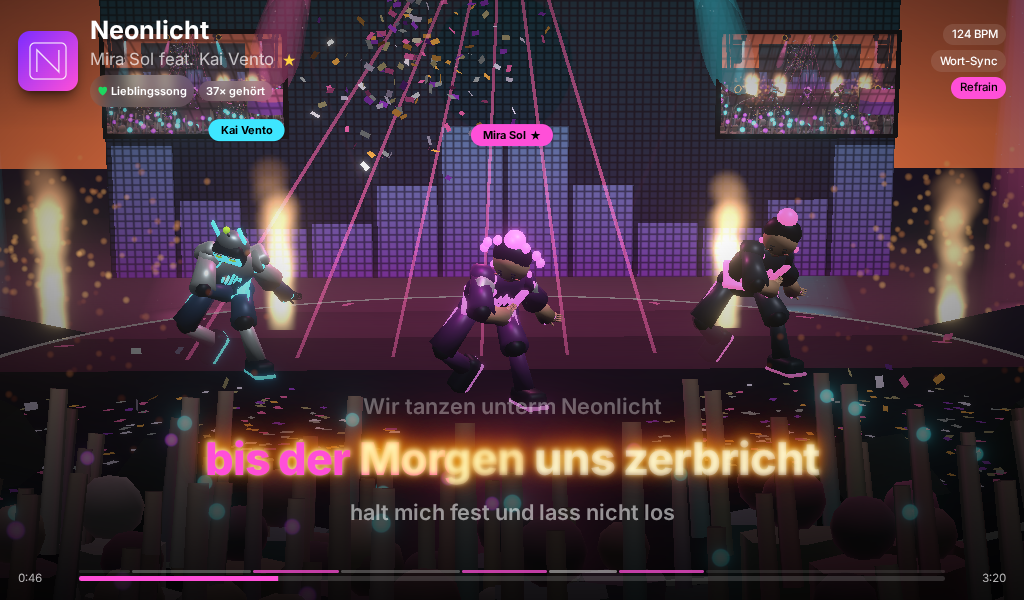 Neonlicht
Mira Sol feat. Kai Vento ★
Lieblingssong
37× gehört
124 BPM
Wort-Sync
Refrain
Kai Vento
Mira Sol ★
Wir tanzen unterm Neonlicht
bis der Morgen uns zerbricht
halt mich fest und lass nicht los
0:46
3:20